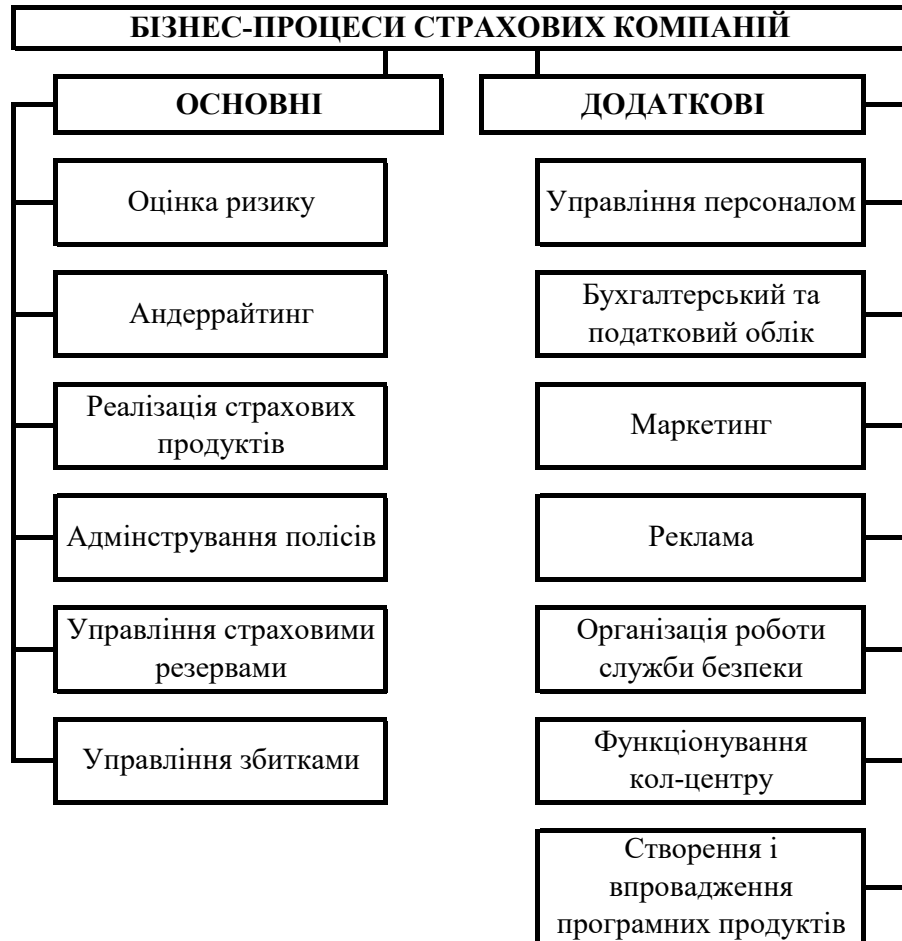 БІЗНЕС-ПРОЦЕСИ СТРАХОВИХ КОМПАНІЙ
ОСНОВНІ
Оцінка ризику
Андеррайтинг
Реалізація страхових
продуктів
Адмінстрування полісів
Управління страховими
резервами
Управління збитками
ДОДАТКОВІ
Управління персоналом
Бухгалтерський та
податковий облік
Маркетинг
Реклама
Організація роботи
служби безпеки
Функціонування
кол-центру
Створення і
впровадження
програмних продуктів